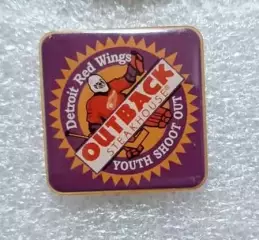 Detroit Red Wings
OUTBACK
STEAKHOUSE
YOUTH SHOOT OUT